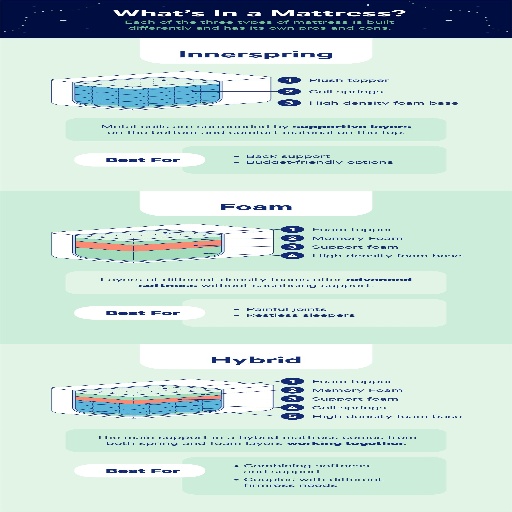 What's In a Mattress?
Each of the three types of mattress is built
differently and has its own pros and cons.
Innerspring
1 Plush topper
2 Coil springs
3 High density foam base
Metal coils are surrounded by supportive layers
on the bottom and comfort material on the top.
Best For
• Back support
• Budget-friendly options
Foam
1 Foam topper
2 Memory Foam
3 Support foam
4 High density foam base
Layers of different density foams offer advanced
softness without sacrificing support.
Best For
• Painful joints
• Restless sleepers
Hybrid
1 Foam topper
2 Memory Foam
3 Support foam
4 Coil springs
5 High density foam base
The main support in a hybrid mattress comes from
both spring and foam layers working together.
Best For
• Combining softness
and support
• Couples with different
firmness needs